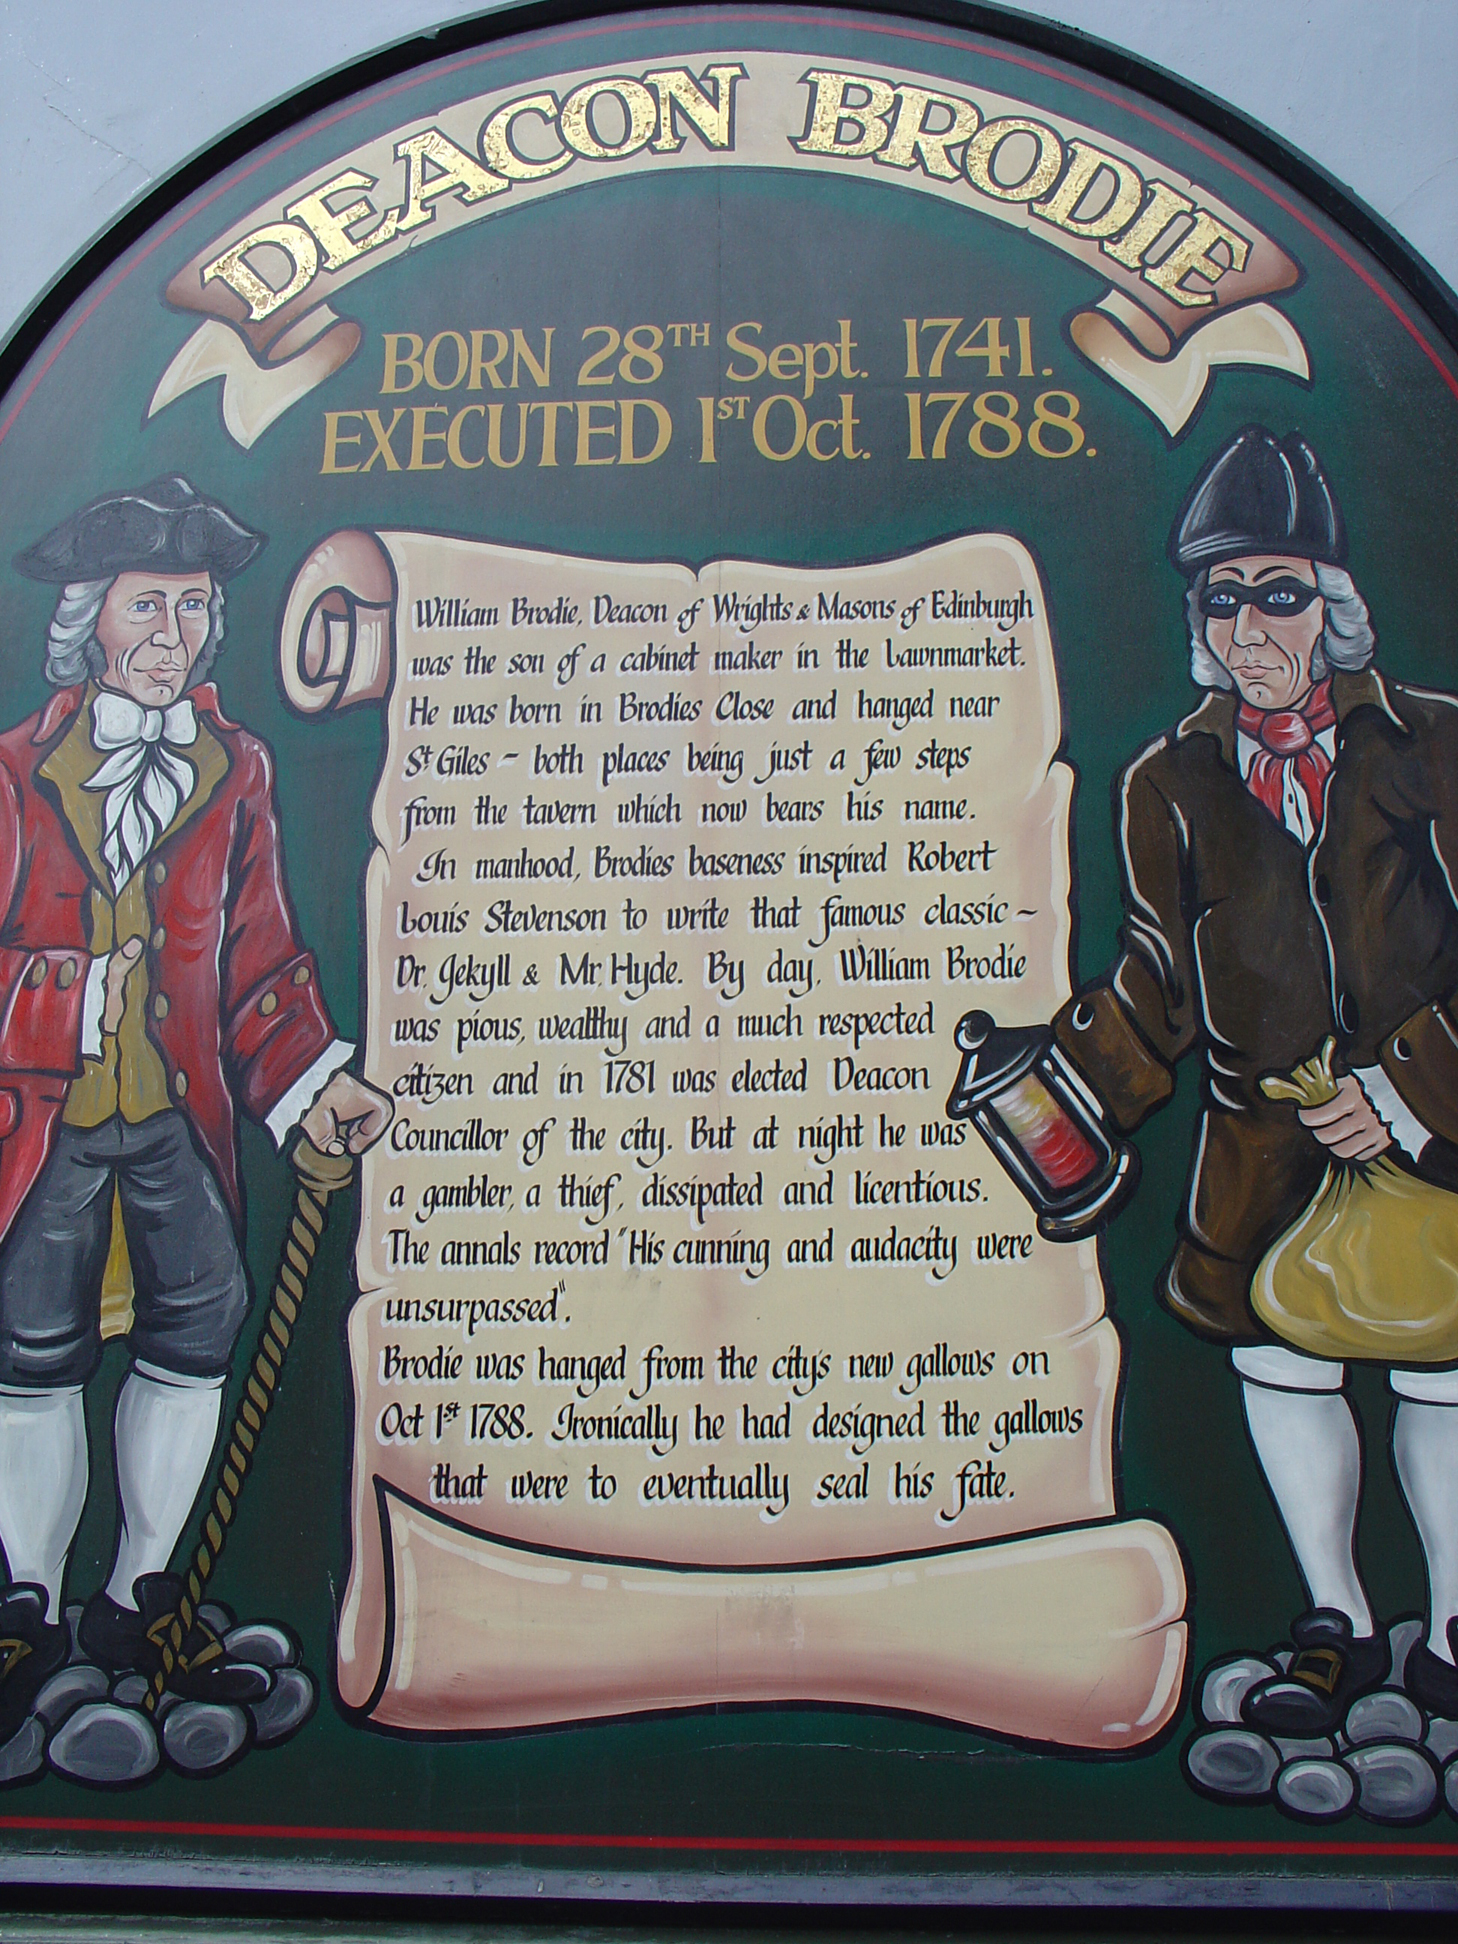 DEACON BRODIE
BORN 28TH Sept. 1741.
EXECUTED 1ST Oct. 1788.
William Brodie, Deacon of Wrights & Masons of Edinburgh
was the son of a cabinet maker in the Lawnmarket.
He was born in Brodies Close and hanged near
St Giles ~ both places being just a few steps
from the tavern which now bears his name.
In manhood, Brodies baseness inspired Robert
Louis Stevenson to write that famous classic ~
Dr. Jekyll & Mr. Hyde. By day, William Brodie
was pious, wealthy and a much respected
citizen and in 1781 was elected Deacon
Councillor of the city. But at night he was
a gambler, a thief, dissipated and licentious.
The annals record "His cunning and audacity were
unsurpassed".
Brodie was hanged from the city's new gallows on
Oct 1st 1788. Ironically he had designed the gallows
that were to eventually seal his fate.